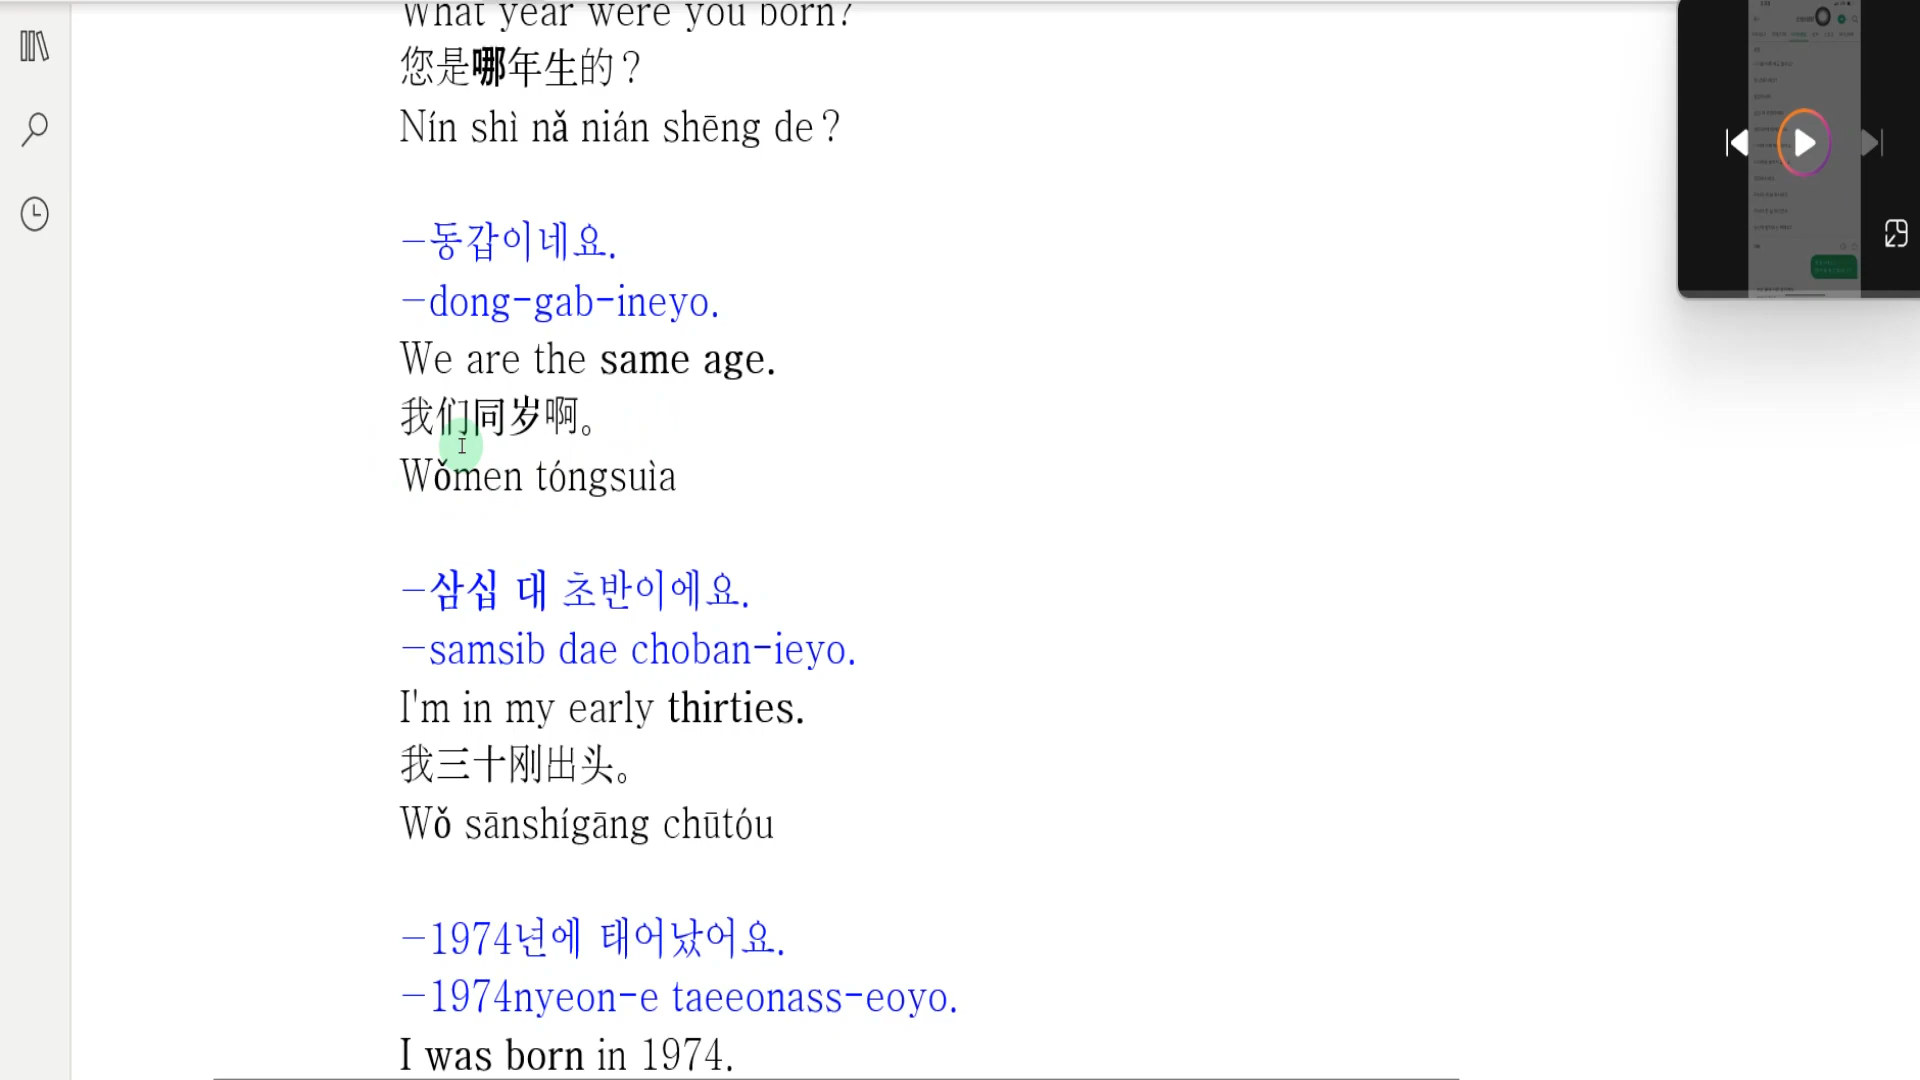 What year were you born?
您是哪年生的？
Nín shì nǎ nián shēng de？
-동갑이네요.
-dong-gab-ineyo.
We are the same age.
我们同岁啊。
Wǒmen tóngsuìa
-삼십 대 초반이에요.
-samsib dae choban-ieyo.
I'm in my early thirties.
我三十刚出头。
Wǒ sānshígāng chūtóu
-1974년에 태어났어요.
-1974nyeon-e taeeonass-eoyo.
I was born in 1974.